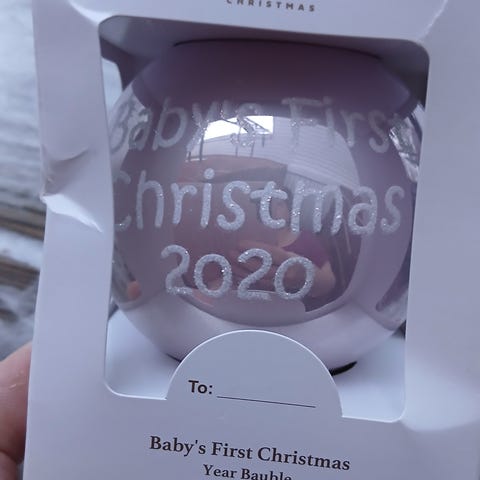 CHRISTMAS
Baby's First
Christmas
2020
To:
Baby's First Christmas
Year Bauble